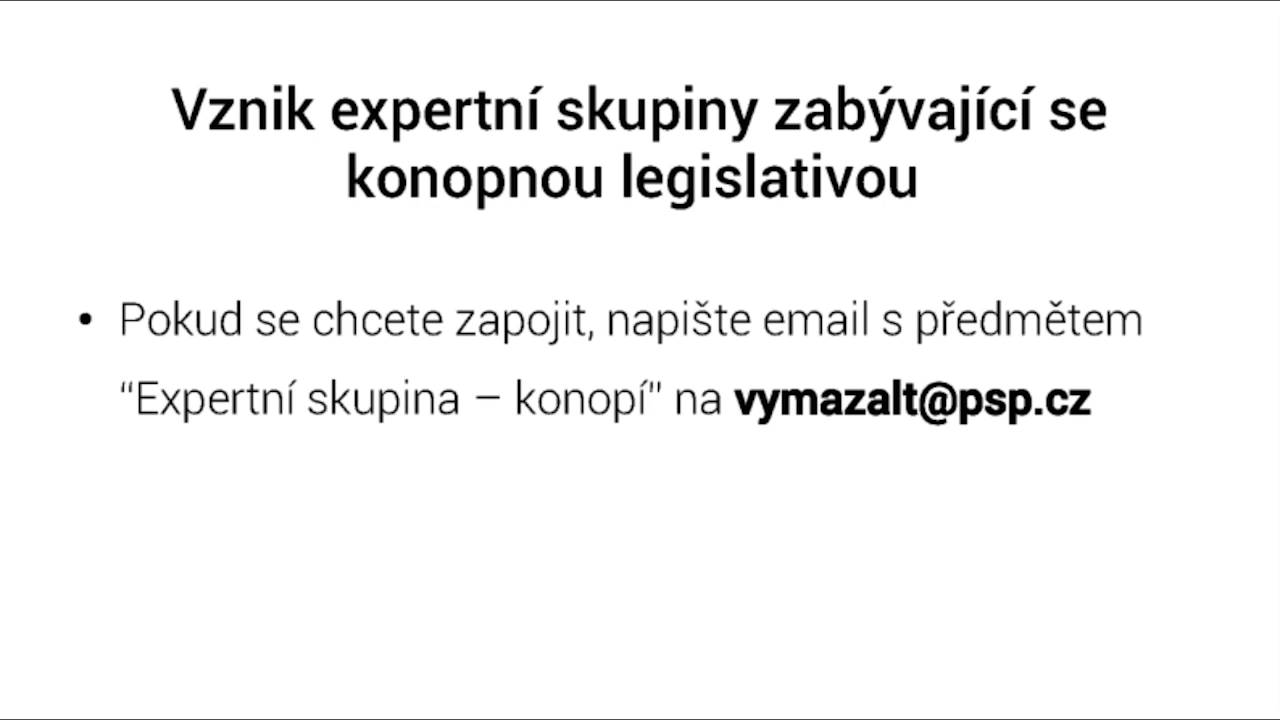 Vznik expertní skupiny zabývající se
konopnou legislativou
• Pokud se chcete zapojit, napište email s předmětem
“Expertní skupina – konopí" na vymazalt@psp.cz